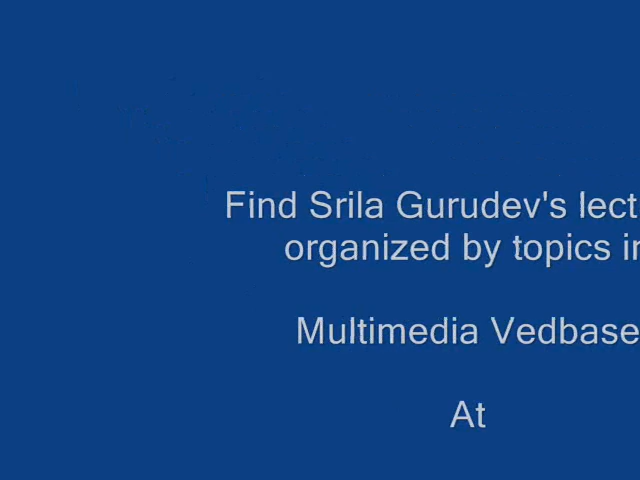 Find Srila Gurudev's lect
organized by topics in
Multimedia Vedbase
At